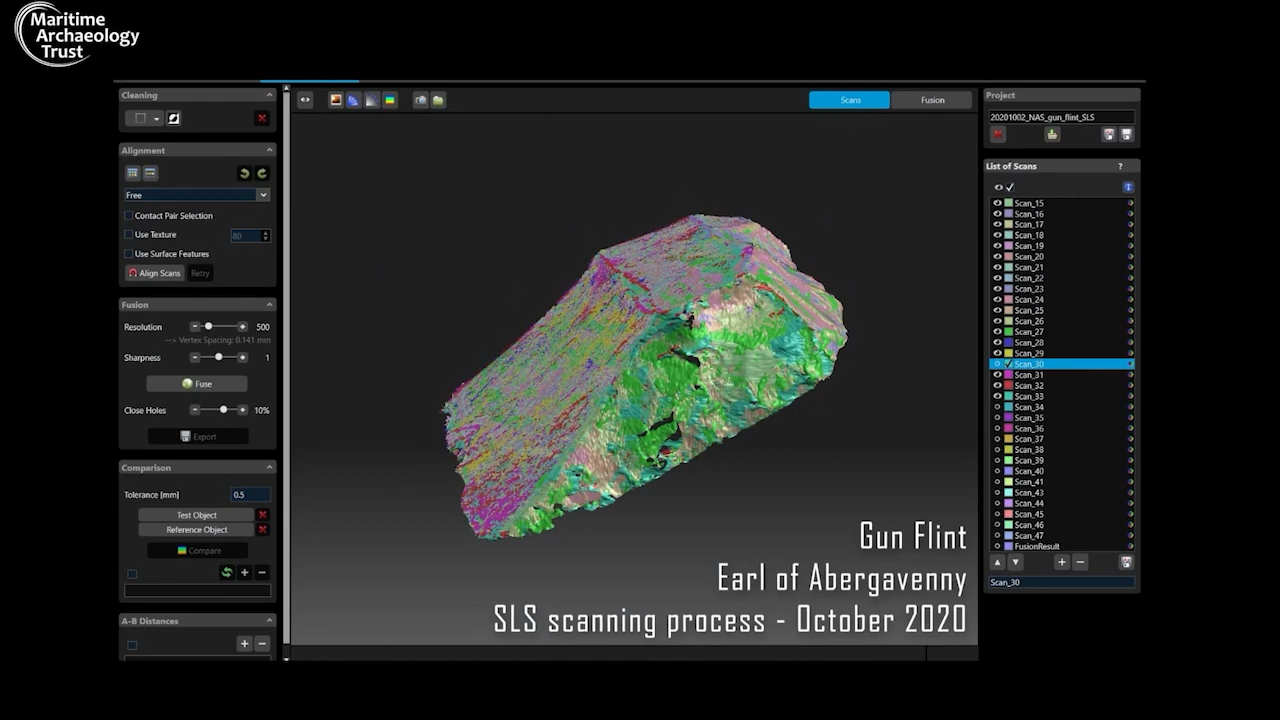 Maritime
Archaeology
Trust
Cleaning
Alignment
Free
Contact Pair Selection
Use Texture
80
Use Surface Features
Align Scans
Retry
Fusion
Resolution
500
--> Vertex Spacing: 0.141 mm
Sharpness
1
Fuse
Close Holes
10%
Export
Comparison
Tolerance [mm]
0.5
Test Object
Reference Object
Compare
A-B Distances
Scans
Fusion
Gun Flint
Earl of Abergavenny
SLS scanning process - October 2020
Project
20201002_NAS_gun_flint_SLS
List of Scans
?
Scan_15
Scan_16
Scan_17
Scan_18
Scan_19
Scan_20
Scan_21
Scan_22
Scan_23
Scan_24
Scan_25
Scan_26
Scan_27
Scan_28
Scan_29
Scan_30
Scan_31
Scan_32
Scan_33
Scan_34
Scan_35
Scan_36
Scan_37
Scan_38
Scan_39
Scan_40
Scan_41
Scan_43
Scan_44
Scan_45
Scan_46
Scan_47
FusionResult
Scan_30